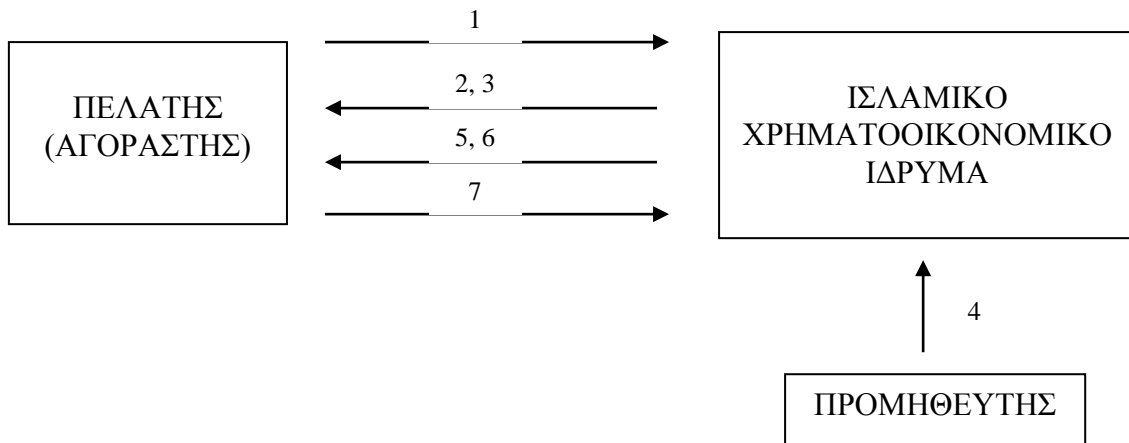 1
ΠΕΛΑΤΗΣ
(ΑΓΟΡΑΣΤΗΣ)
2, 3
5, 6
7
ΙΣΛΑΜΙΚΟ
ΧΡΗΜΑΤΟΟΙΚΟΝΟΜΙΚΟ
ΙΔΡΥΜΑ
4
ΠΡΟΜΗΘΕΥΤΗΣ